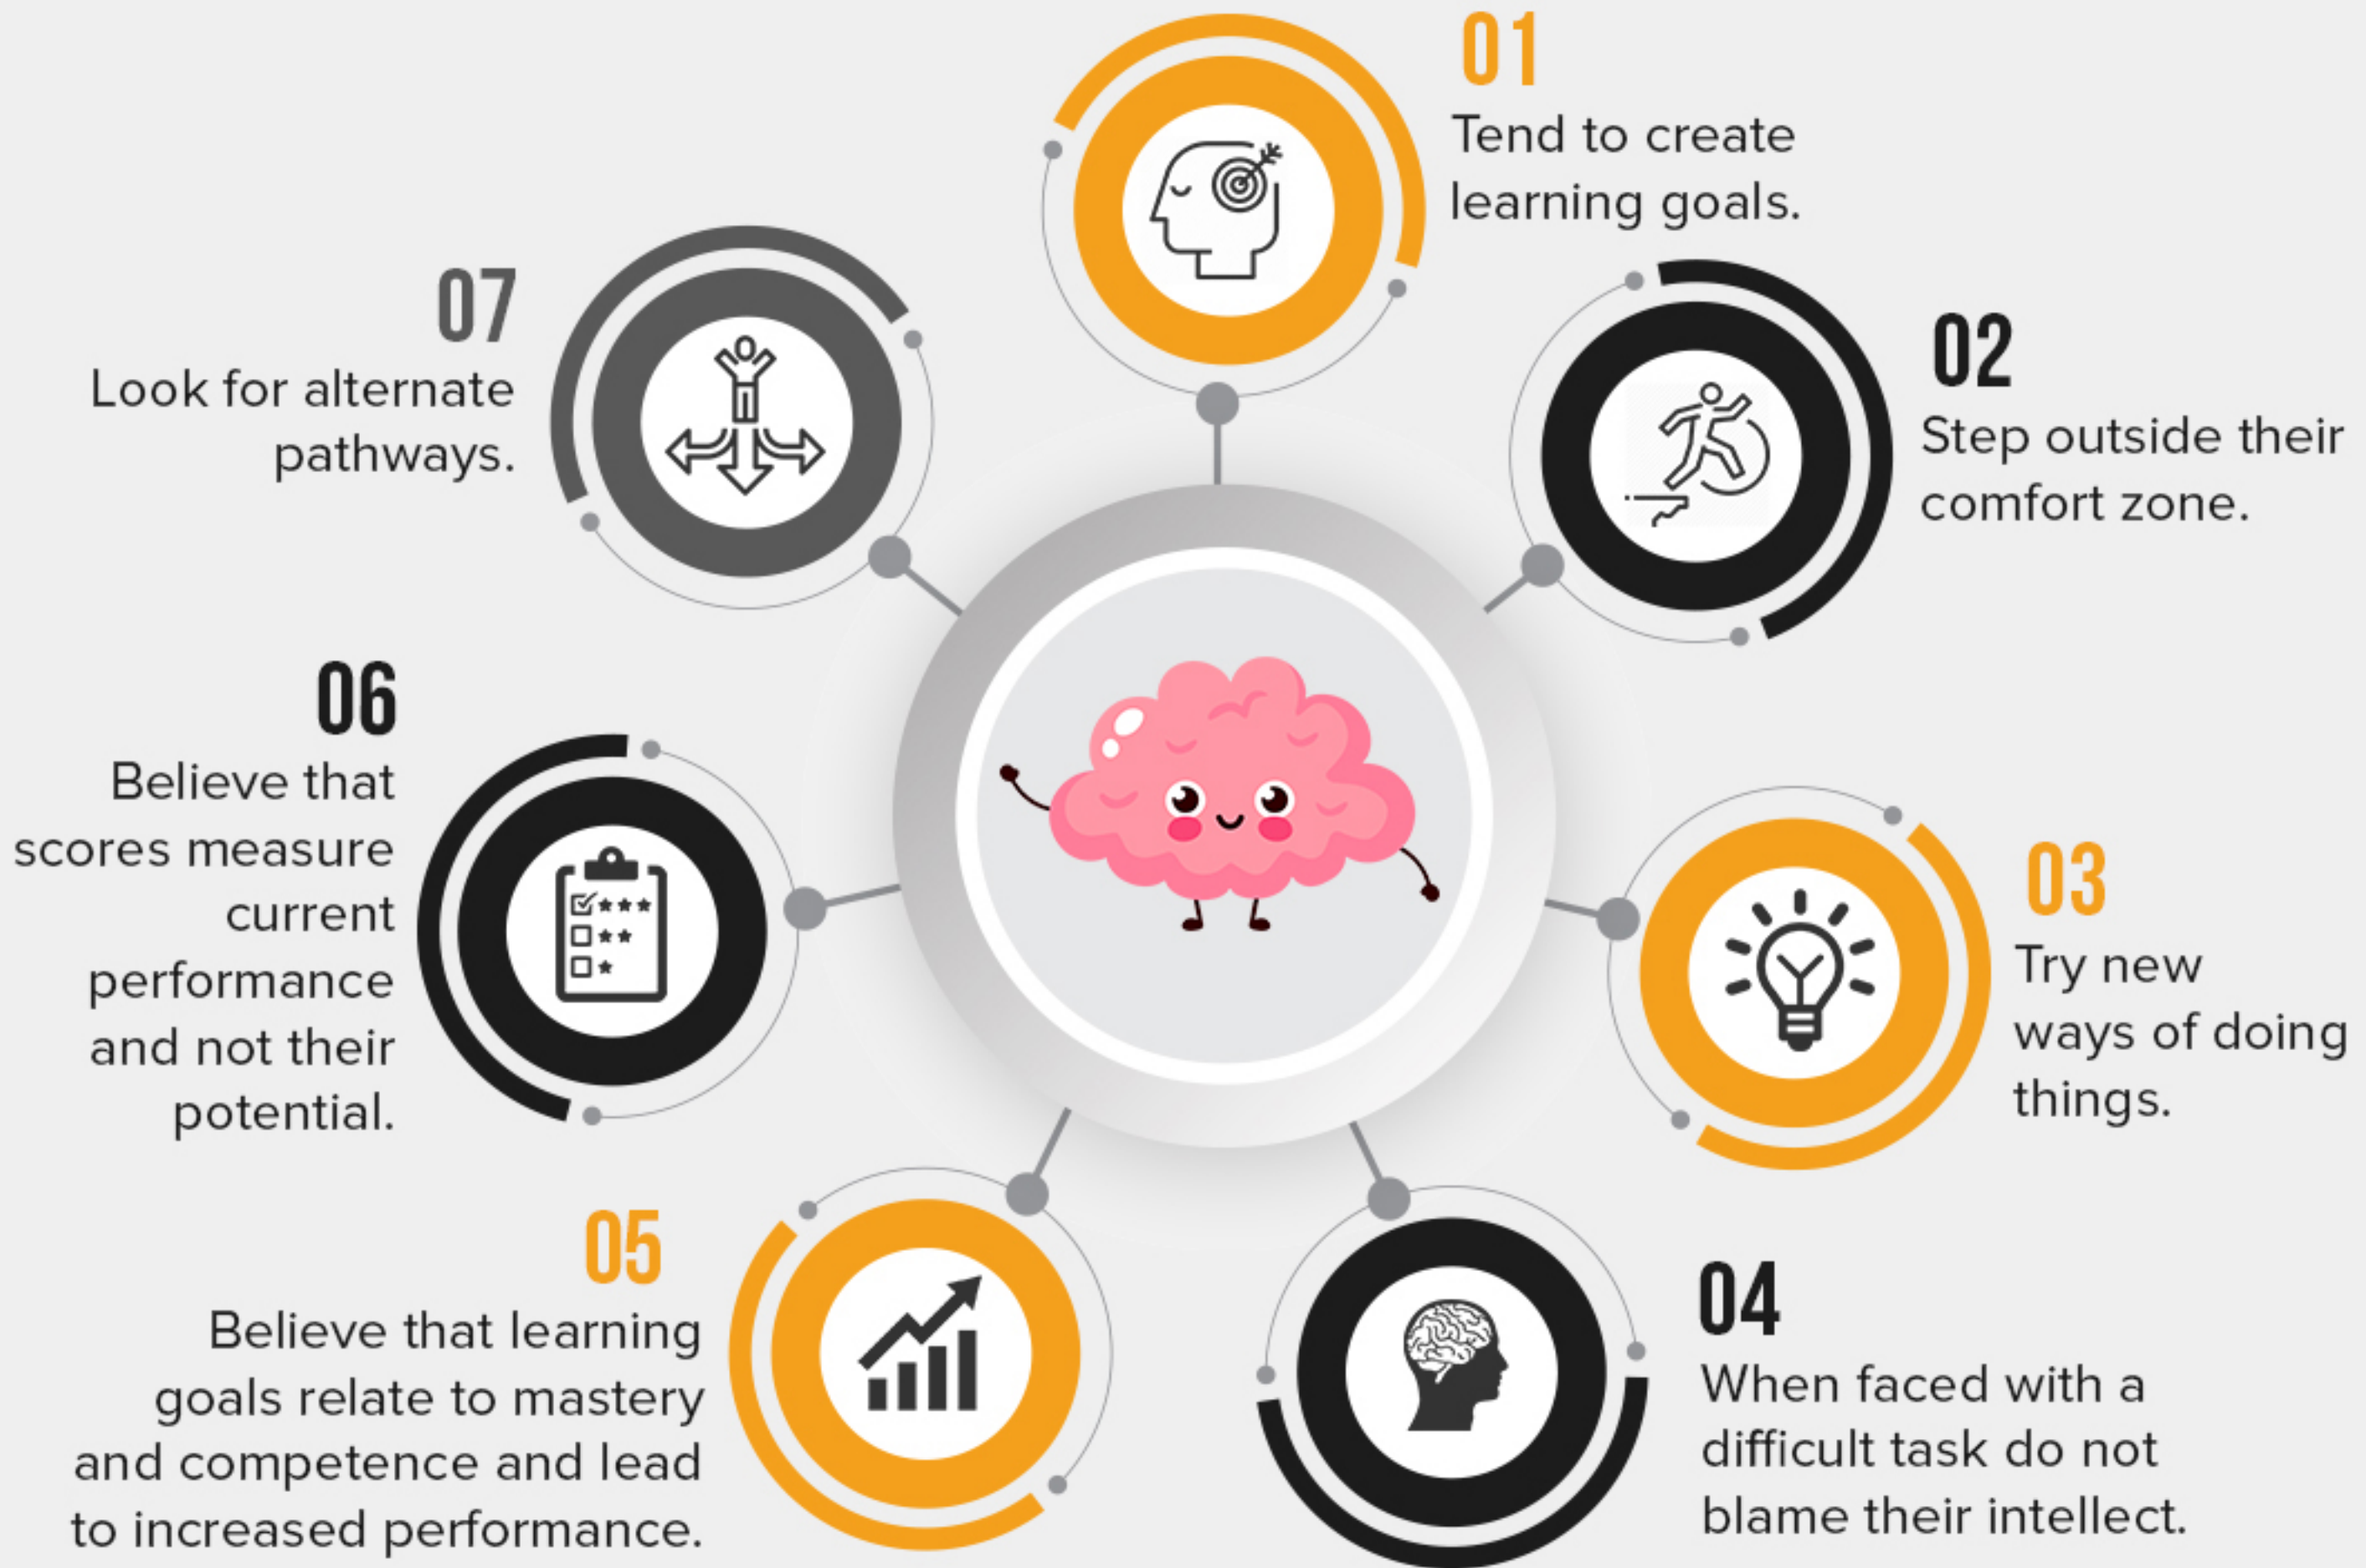 01
Tend to create
learning goals.
02
Step outside their
comfort zone.
03
Try new
ways of doing
things.
04
When faced with a
difficult task do not
blame their intellect.
05
Believe that learning
goals relate to mastery
and competence and lead
to increased performance.
06
Believe that
scores measure
current
performance
and not their
potential.
07
Look for alternate
pathways.